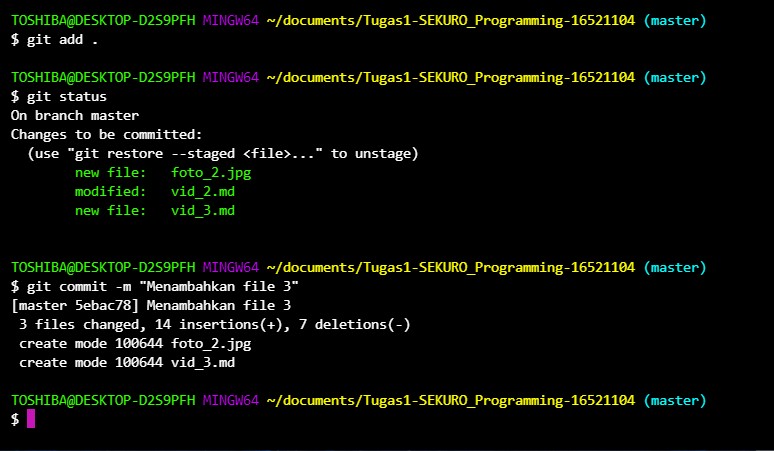 TOSHIBA@DESKTOP-D2S9PFH MINGW64 ~/documents/Tugas1-SEKURO_Programming-16521104 (master)
$ git add .
TOSHIBA@DESKTOP-D2S9PFH MINGW64 ~/documents/Tugas1-SEKURO_Programming-16521104 (master)
$ git status
On branch master
Changes to be committed:
  (use "git restore --staged <file>..." to unstage)
        new file:   foto_2.jpg
        modified:   vid_2.md
        new file:   vid_3.md
TOSHIBA@DESKTOP-D2S9PFH MINGW64 ~/documents/Tugas1-SEKURO_Programming-16521104 (master)
$ git commit -m "Menambahkan file 3"
[master 5ebac78] Menambahkan file 3
 3 files changed, 14 insertions(+), 7 deletions(-)
 create mode 100644 foto_2.jpg
 create mode 100644 vid_3.md
TOSHIBA@DESKTOP-D2S9PFH MINGW64 ~/documents/Tugas1-SEKURO_Programming-16521104 (master)
$